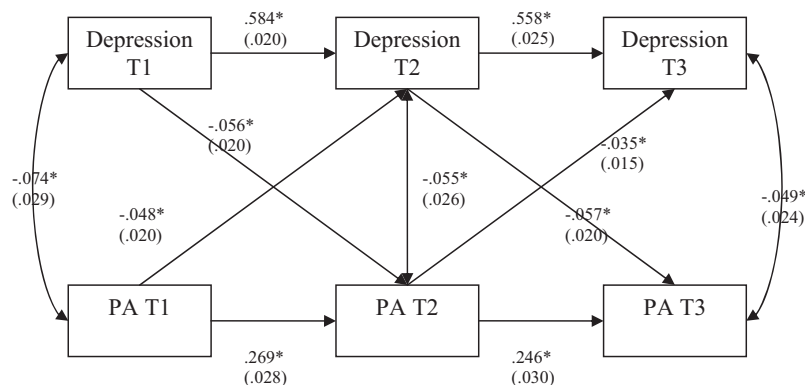 .584*
(.020)
.558*
(.025)
Depression
T1
Depression
T2
Depression
T3
-.056*
(.020)
-.035*
(.015)
-.074*
(.029)
-.055*
(.026)
-.049*
(.024)
-.048*
(.020)
-.057*
(.020)
PA T1
PA T2
PA T3
.269*
(.028)
.246*
(.030)